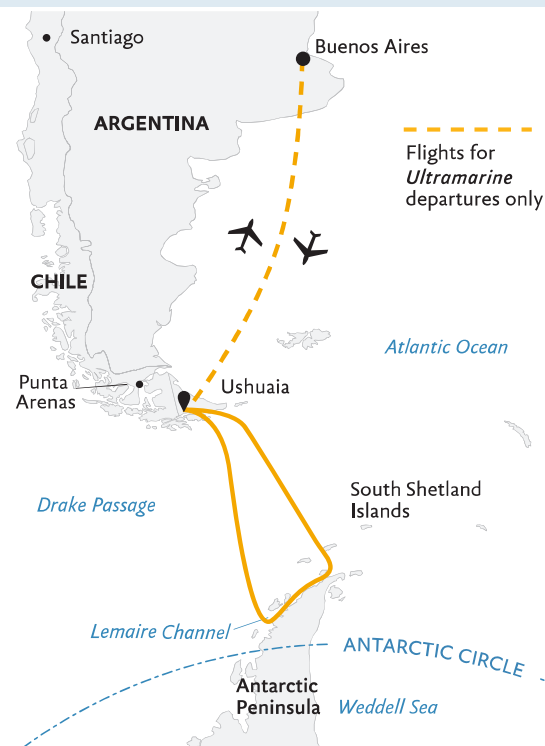 Santiago
Buenos Aires
ARGENTINA
Flights for
Ultramarine
departures only
CHILE
Atlantic Ocean
Punta
Arenas
Ushuaia
Drake Passage
South Shetland
Islands
Lemaire Channel
ANTARCTIC CIRCLE
Antarctic
Peninsula
Weddell Sea